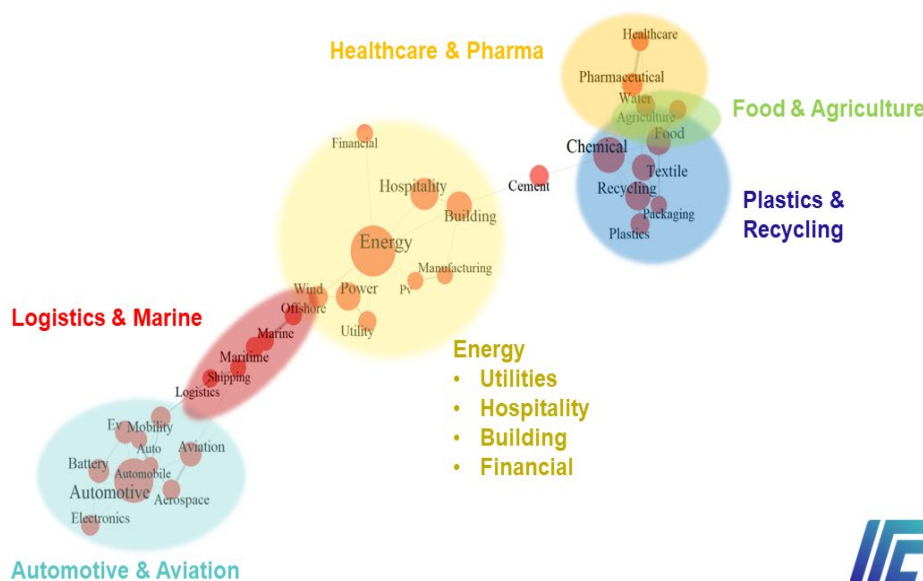 Healthcare & Pharma
Healthcare
Pharmaceutical
Water
Agriculture
Food & Agriculture
Food
Chemical
Textile
Recycling
Packaging
Plastics
Plastics &
Recycling
Cement
Financial
Hospitality
Building
Energy
Manufacturing
Pv
Wind
Power
Offshore
Utility
Logistics & Marine
Marine
Maritime
Shipping
Logistics
Energy
• Utilities
• Hospitality
• Building
• Financial
Ev
Mobility
Auto
Aviation
Battery
Automobile
Automotive
Aerospace
Electronics
Automotive & Aviation